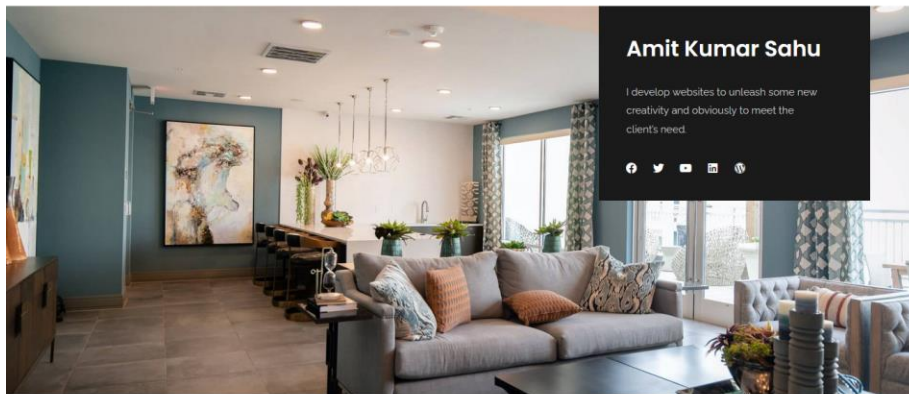 Amit Kumar Sahu
I develop websites to unleash some new
creativity and obviously to meet the
client's need.